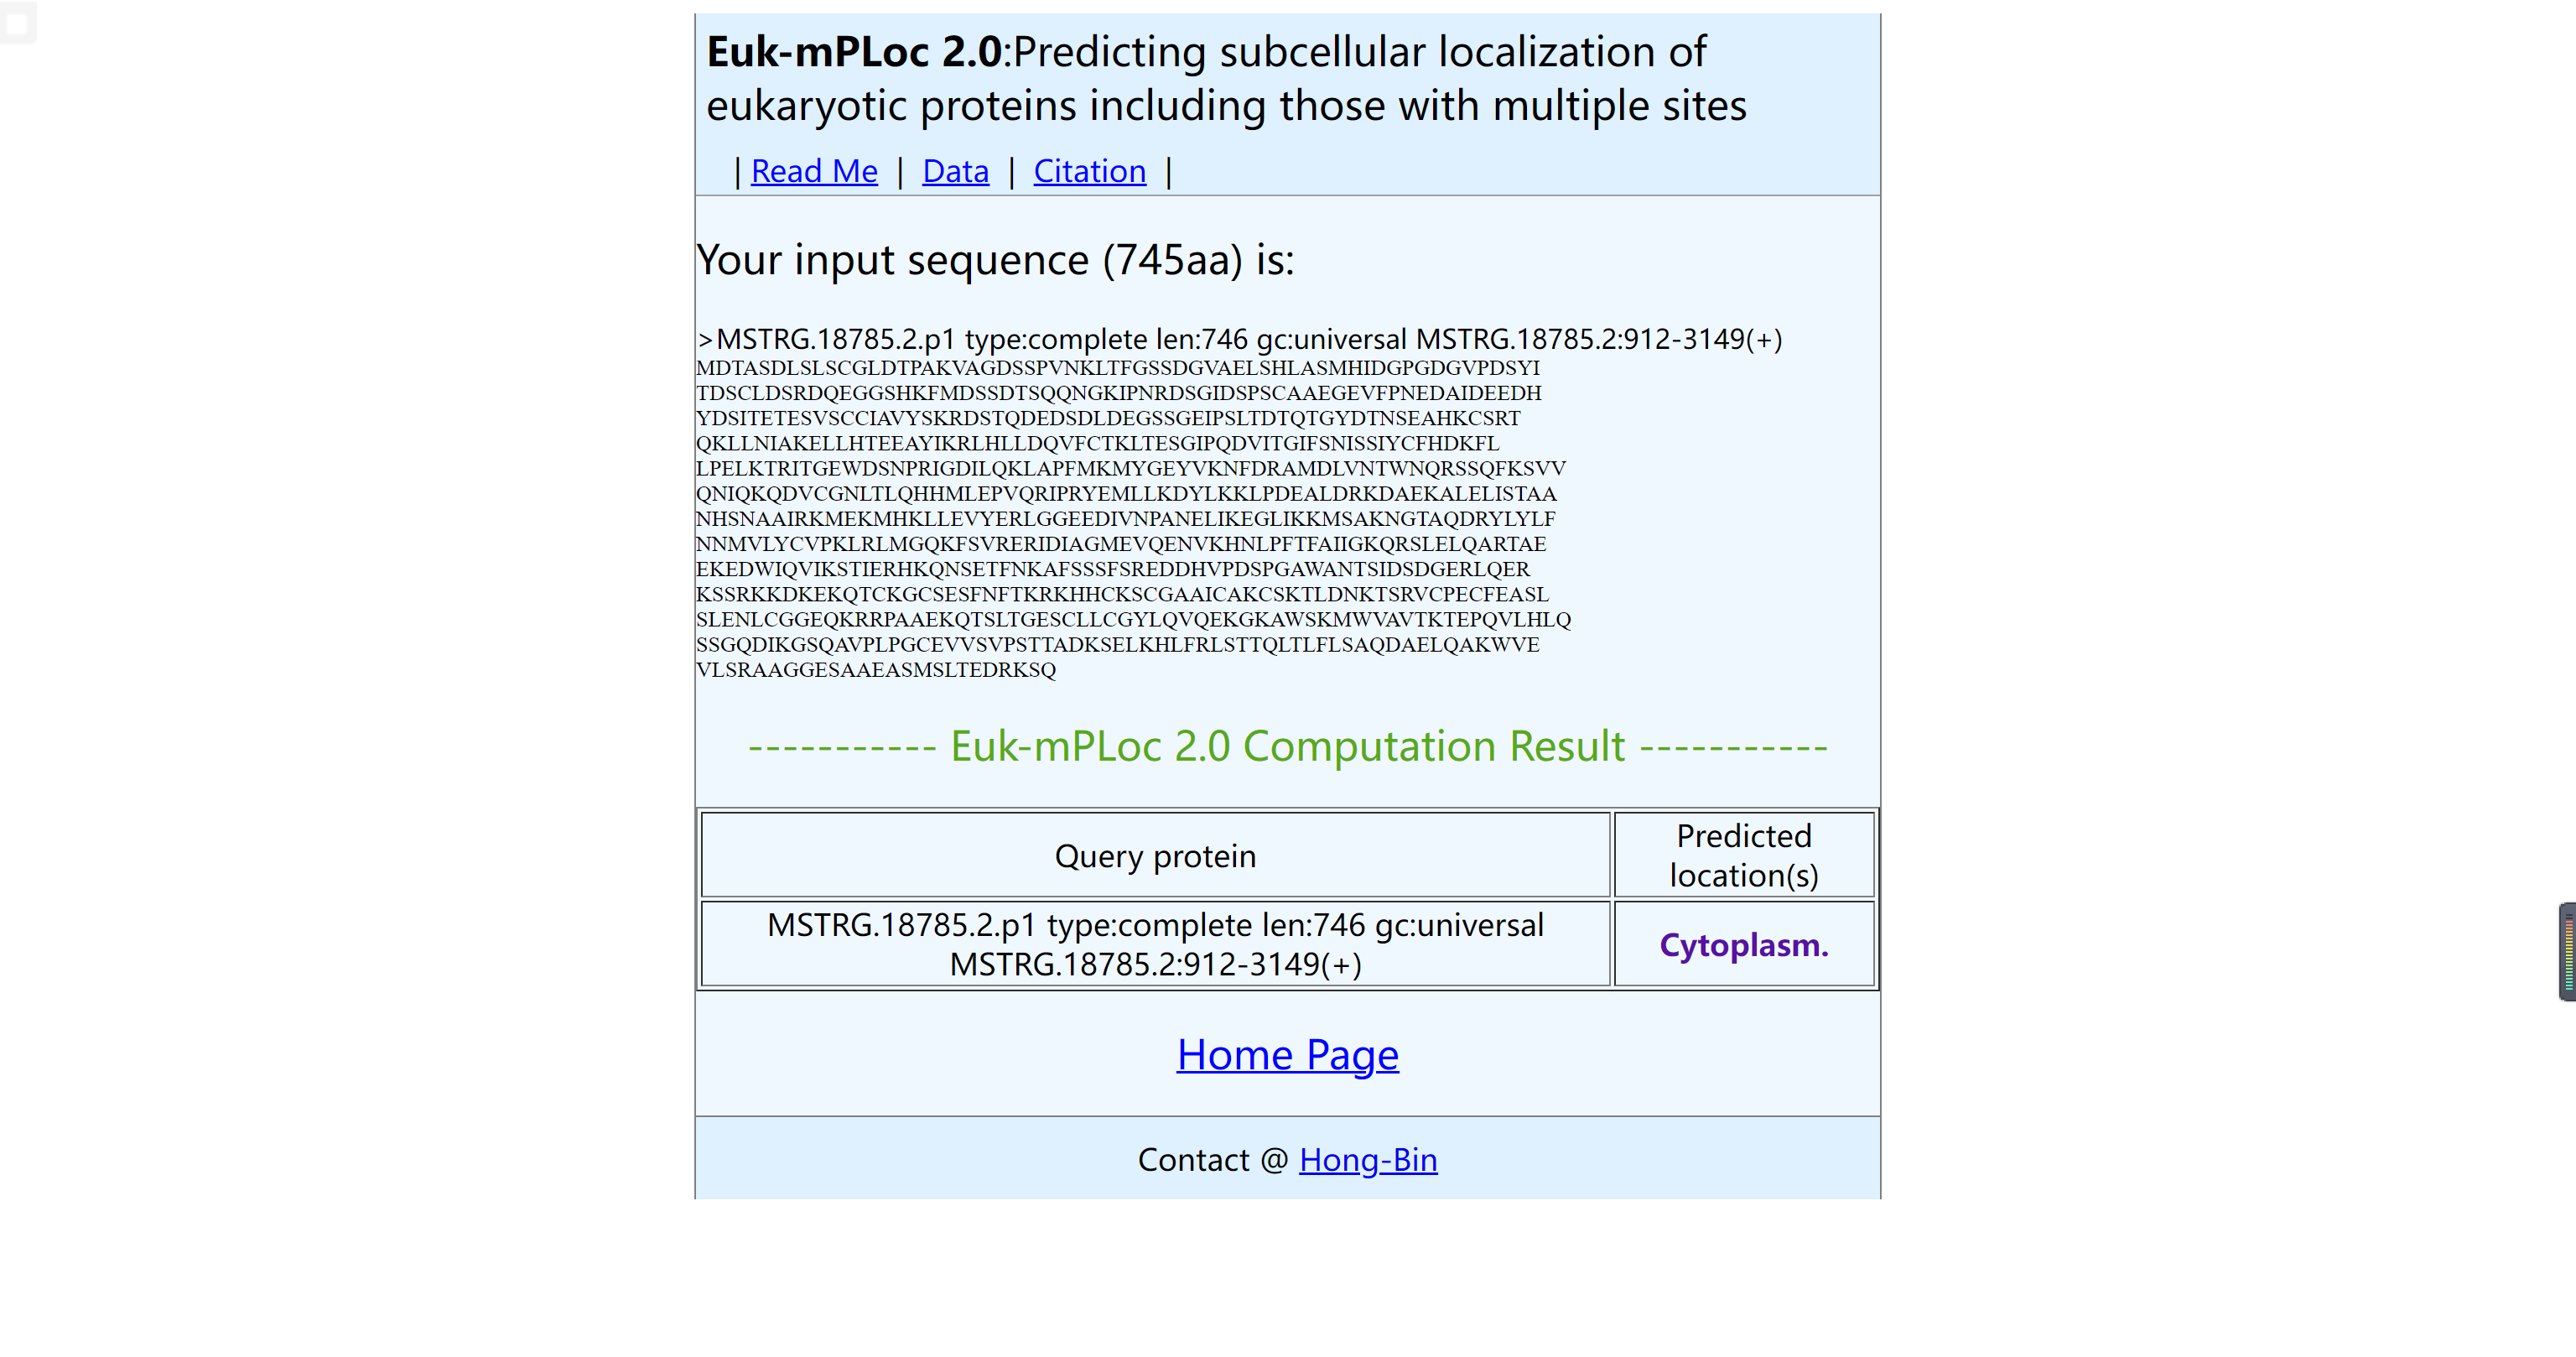 Euk-mPLoc 2.0:Predicting subcellular localization of
eukaryotic proteins including those with multiple sites
| Read Me | Data | Citation |
Your input sequence (745aa) is:
>MSTRG.18785.2.p1 type:complete len:746 gc:universal MSTRG.18785.2:912-3149(+)
MDTASDLSLSCGLDTPAKVAGDSSPVNKLTFGSSDGVAELSHLASMHIDGPGDGVPDSYI
TDSCLDSRDQEGGSHKFMDSSDTSQQNGKIPNRDSGIDSPSCAAEGEVFPNEDAIDEEDH
YDSITETESVSCCIAVYSKRDSTQDEDSDLDEGSSGEIPSLTDTQTGYDTNSEAHKCSRT
QKLLNIAKELLHTEEAYIKRLHLLDQVFCTKLTESGIPQDVITGIFSNISSIYCFHDKFL
LPELKTRITGEWDSNPRIGDILQKLAPFMKMYGEYVKNFDRAMDLVNTWNQRSSQFKSVV
QNIQKQDVCGNLTLQHHMLEPVQRIPRYEMLLKDYLKKLPDEALDRKDAEKALELISTAA
NHSNAAIRKMEKMHKLLEVYERLGGEEDIVNPANELIKEGLIKKMSAKNGTAQDRYLYLF
NNMVLYCVPKLRLMGQKFSVRERIDIAGMEVQENVKHNLPFTFAIIGKQRSLELQARTAE
EKEDWIQVIKSTIERHKQNSETFNKAFSSSFSREDDHVPDSPGAWANTSIDSDGERLQER
KSSRKKDKEKQTCKGCSESFNFTKRKHHCKSCGAAICAKCSKTLDNKTSRVCPECFEASL
SLENLCGGEQKRRPAAEKQTSLTGESCLLCGYLQVQEKGKAWSKMWVAVTKTEPQVLHLQ
SSGQDIKGSQAVPLPGCEVVSVPSTTADKSELKHLFRLSTTQLTLFLSAQDAELQAKWVE
VLSRAAGGESAAEASMSLTEDRKSQ
----------- Euk-mPLoc 2.0 Computation Result -----------
Query protein
Predicted
location(s)
MSTRG.18785.2.p1 type:complete len:746 gc:universal
MSTRG.18785.2:912-3149(+)
Cytoplasm.
Home Page
Contact @ Hong-Bin